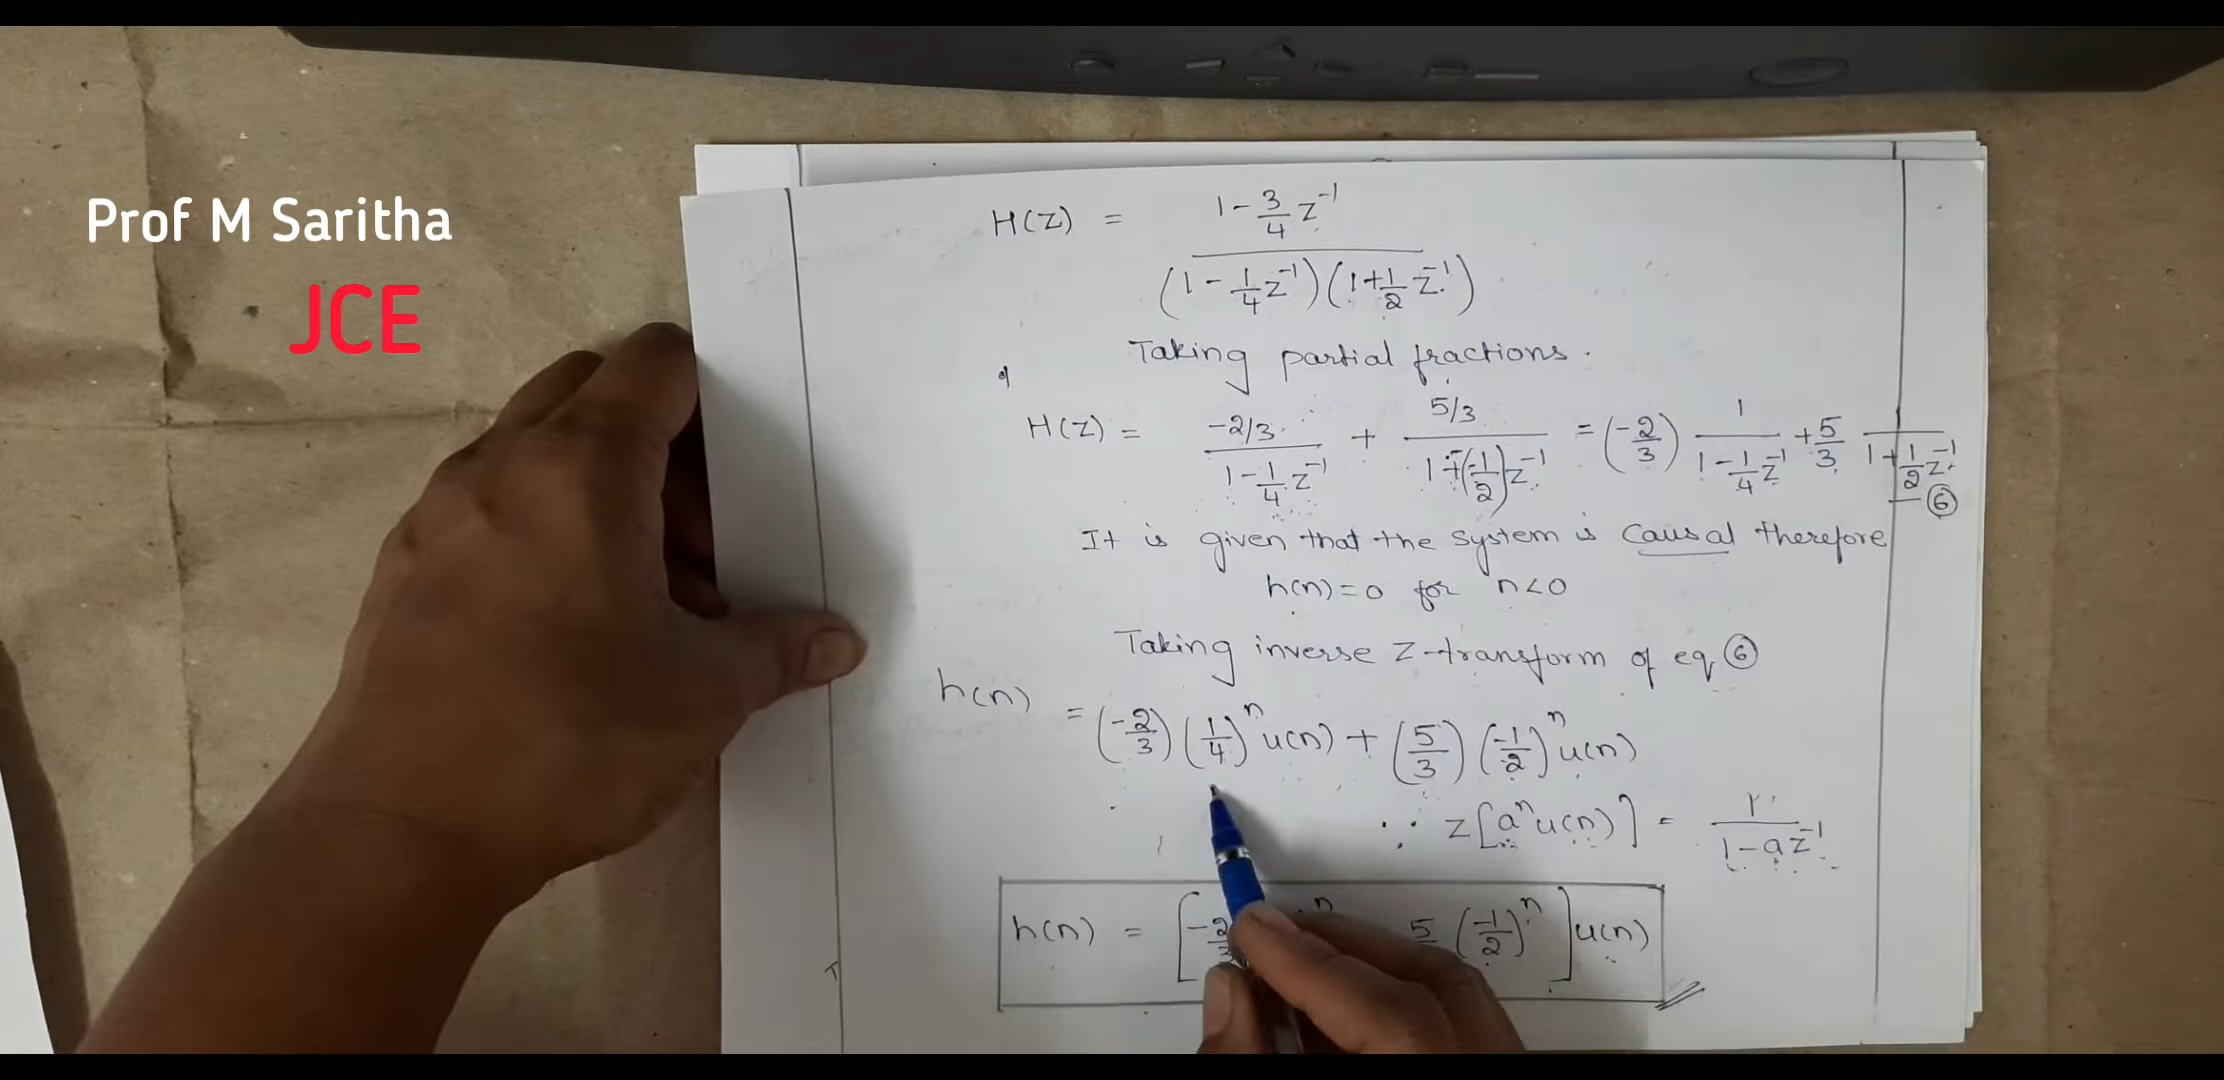 Prof M Saritha
JCE
H(z) = (1 - 3/4 z^-1) / ((1 - 1/4 z^-1)(1 + 1/2 z^-1))
Taking partial fractions.
H(z) = (-2/3) / (1 - 1/4 z^-1) + (5/3) / (1 - (-1/2) z^-1) = (-2/3) 1/(1 - 1/4 z^-1) + 5/3 1/(1 + 1/2 z^-1) — ⑥
It is given that the system is causal therefore
h(n) = 0 for n < 0
Taking inverse z-transform of eq ⑥
h(n) = (-2/3) (1/4)^n u(n) + (5/3) (-1/2)^n u(n)
∵ z[a^n u(n)] = 1 / (1 - a z^-1)
h(n) = [-2/3 n 5 (-1/2)^n] u(n)